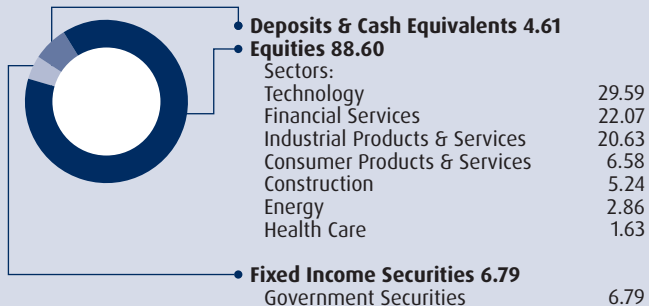 Deposits & Cash Equivalents 4.61
Equities 88.60
Sectors:
Technology 29.59
Financial Services 22.07
Industrial Products & Services 20.63
Consumer Products & Services 6.58
Construction 5.24
Energy 2.86
Health Care 1.63
Fixed Income Securities 6.79
Government Securities 6.79